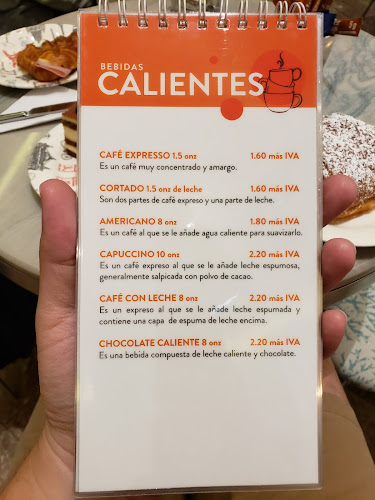 BEBIDAS
CALIENTES
CAFÉ EXPRESSO 1.5 onz 1.60 más IVA
Es un café muy concentrado y amargo.
CORTADO 1.5 onz de leche 1.60 más IVA
Son dos partes de café expreso y una parte de leche.
AMERICANO 8 onz 1.80 más IVA
Es un café al que se le añade agua caliente para suavizarlo.
CAPUCCINO 10 onz 2.20 más IVA
Es un café expreso al que se le añade leche espumosa,
generalmente salpicada con polvo de cacao.
CAFÉ CON LECHE 8 onz 2.20 más IVA
Es un expreso al que se le añade leche espumada y
contiene una capa de espuma de leche encima.
CHOCOLATE CALIENTE 8 onz 2.20 más IVA
Es una bebida compuesta de leche caliente y chocolate.